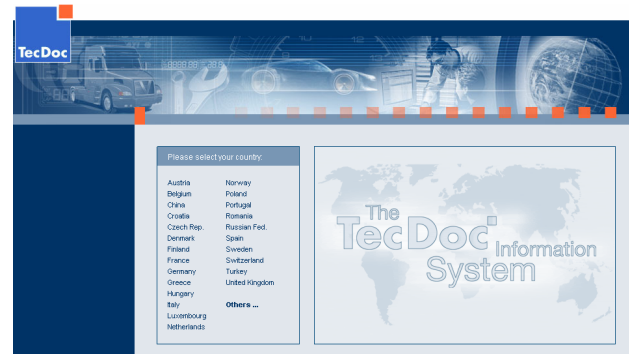 TecDoc
Please select your country:
Austria
Belgium
China
Croatia
Czech Rep.
Denmark
Finland
France
Germany
Greece
Hungary
Italy
Luxembourg
Netherlands
Norway
Poland
Portugal
Romania
Russian Fed.
Spain
Sweden
Switzerland
Turkey
United Kingdom
Others ...
The
TecDoc
Information
System